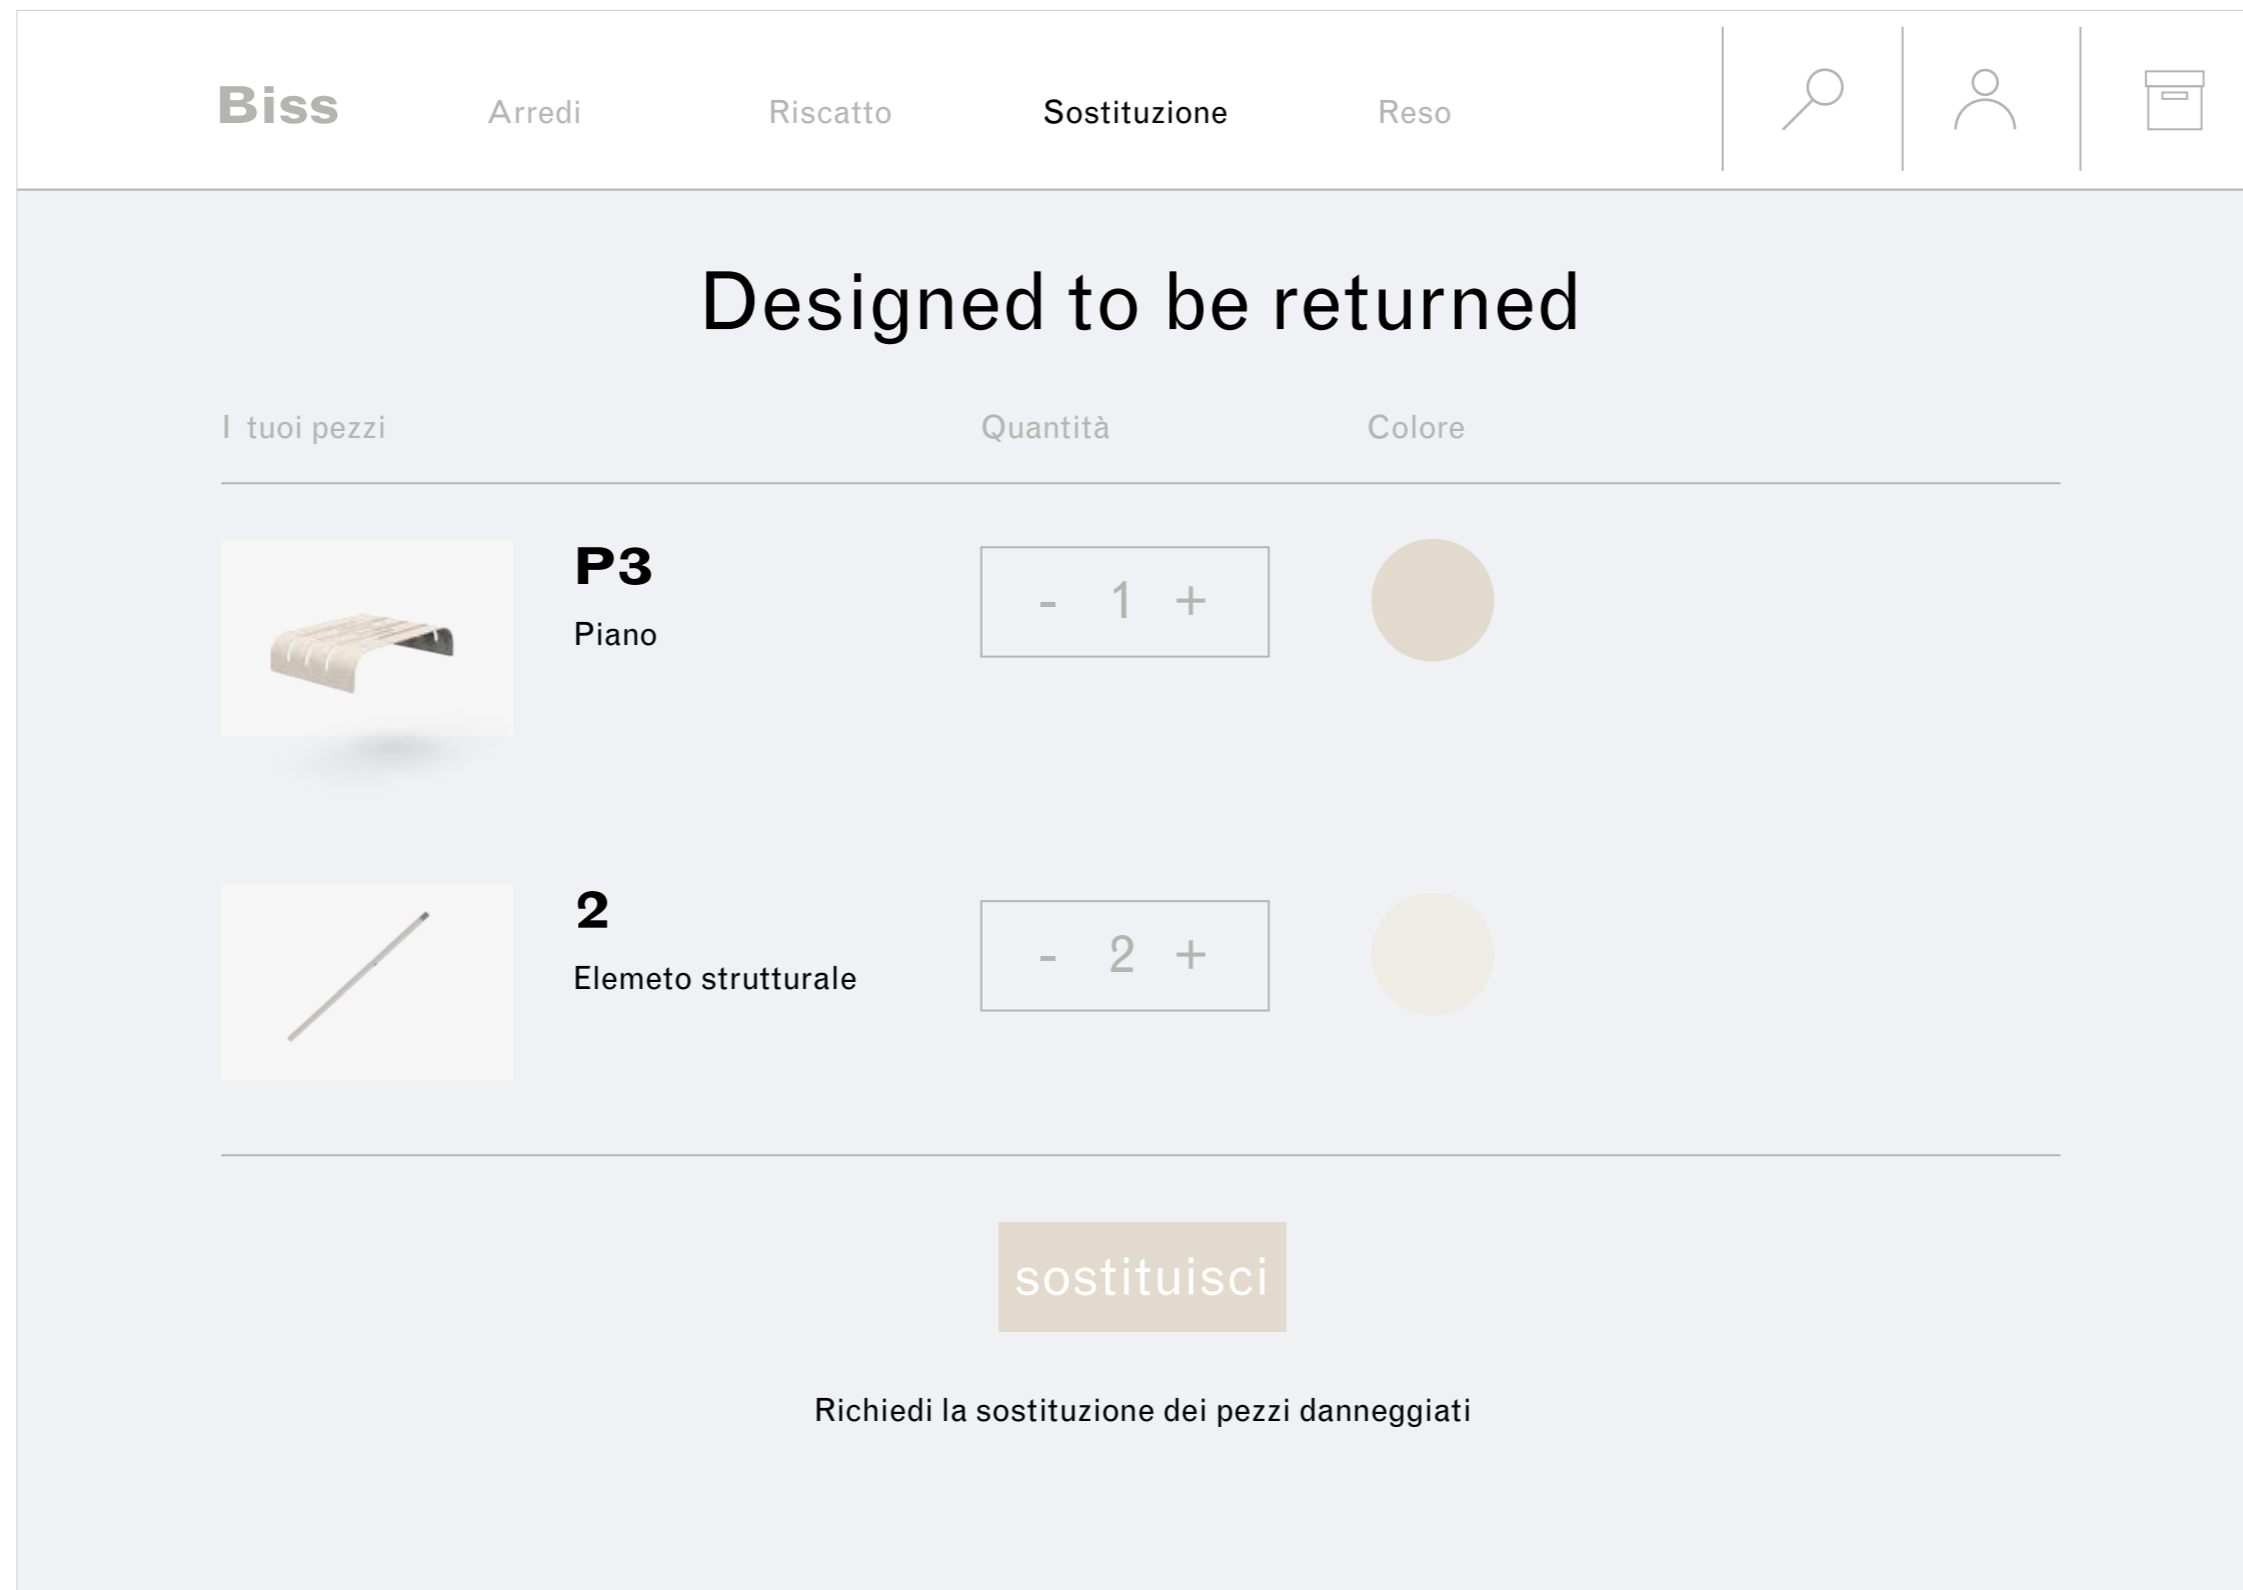 Biss Arredi Riscatto Sostituzione Reso
Designed to be returned
I tuoi pezzi Quantità Colore
P3
- 1 +
Piano
2
- 2 +
Elemeto strutturale
sostituisci
Richiedi la sostituzione dei pezzi danneggiati